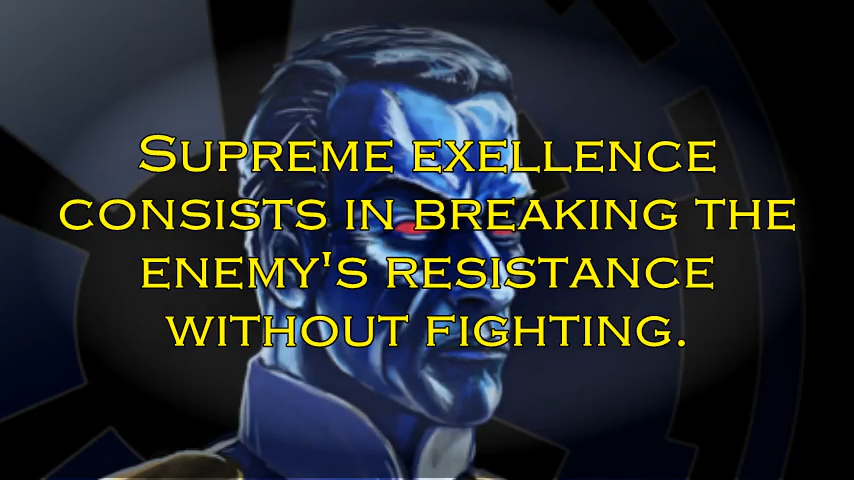 Supreme exellence
consists in breaking the
enemy's resistance
without fighting.